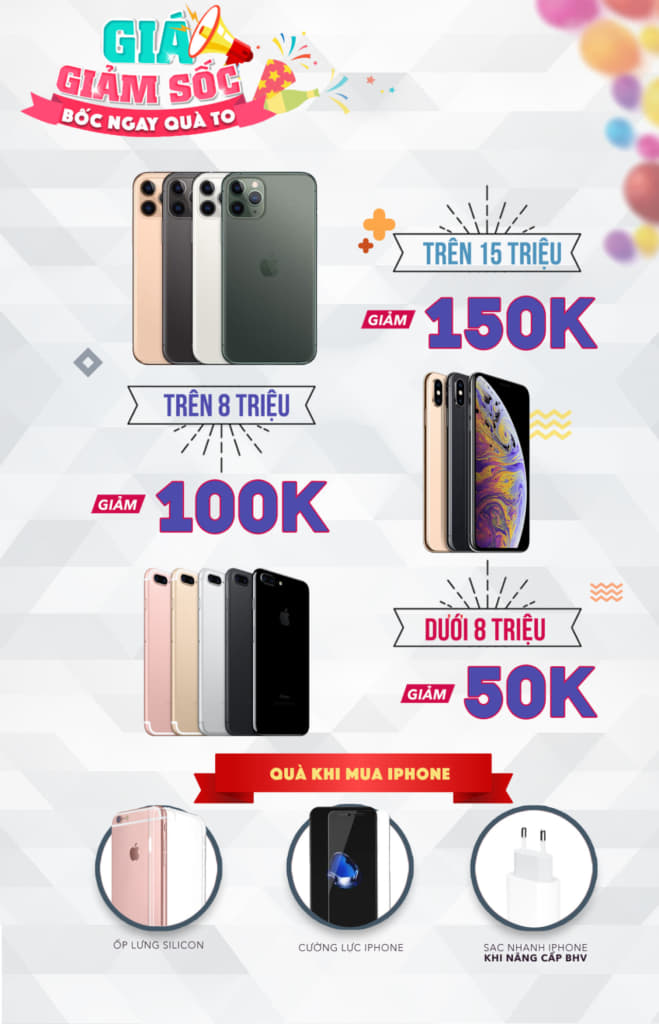 GIÁ
GIẢM SỐC
BỐC NGAY QUÀ TO
TRÊN 15 TRIỆU
GIẢM 150K
TRÊN 8 TRIỆU
GIẢM 100K
DƯỚI 8 TRIỆU
GIẢM 50K
QUÀ KHI MUA IPHONE
ỐP LƯNG SILICON
CƯỜNG LỰC IPHONE
SẠC NHANH IPHONE
KHI NÂNG CẤP BHV